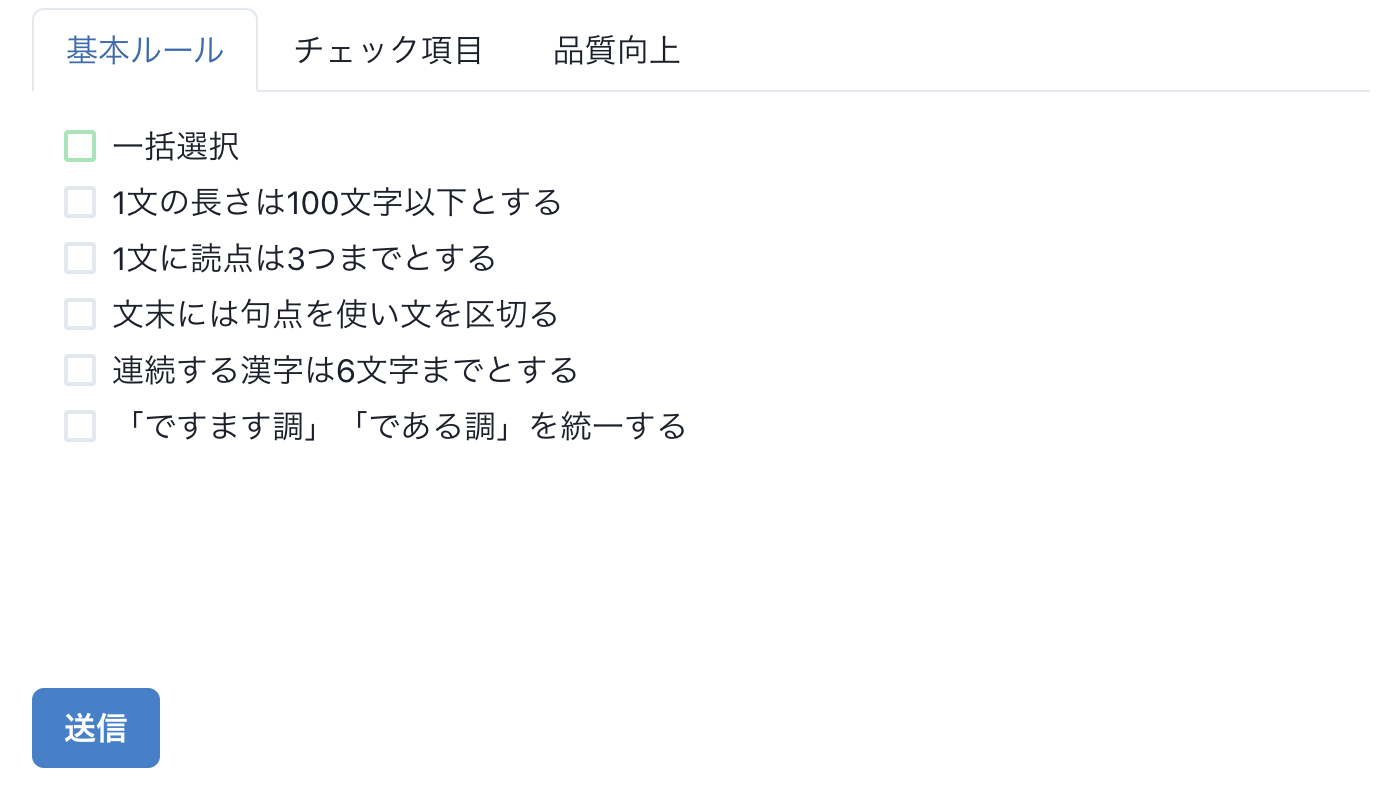 基本ルール チェック項目 品質向上
一括選択
1文の長さは100文字以下とする
1文に読点は3つまでとする
文末には句点を使い文を区切る
連続する漢字は6文字までとする
「ですます調」「である調」を統一する
送信